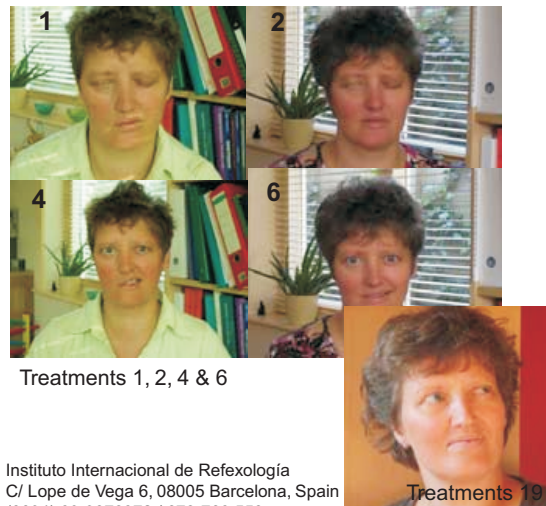 1
2
4
6
Treatments 1, 2, 4 & 6
Treatments 19
Instituto Internacional de Refexología
C/ Lope de Vega 6, 08005 Barcelona, Spain